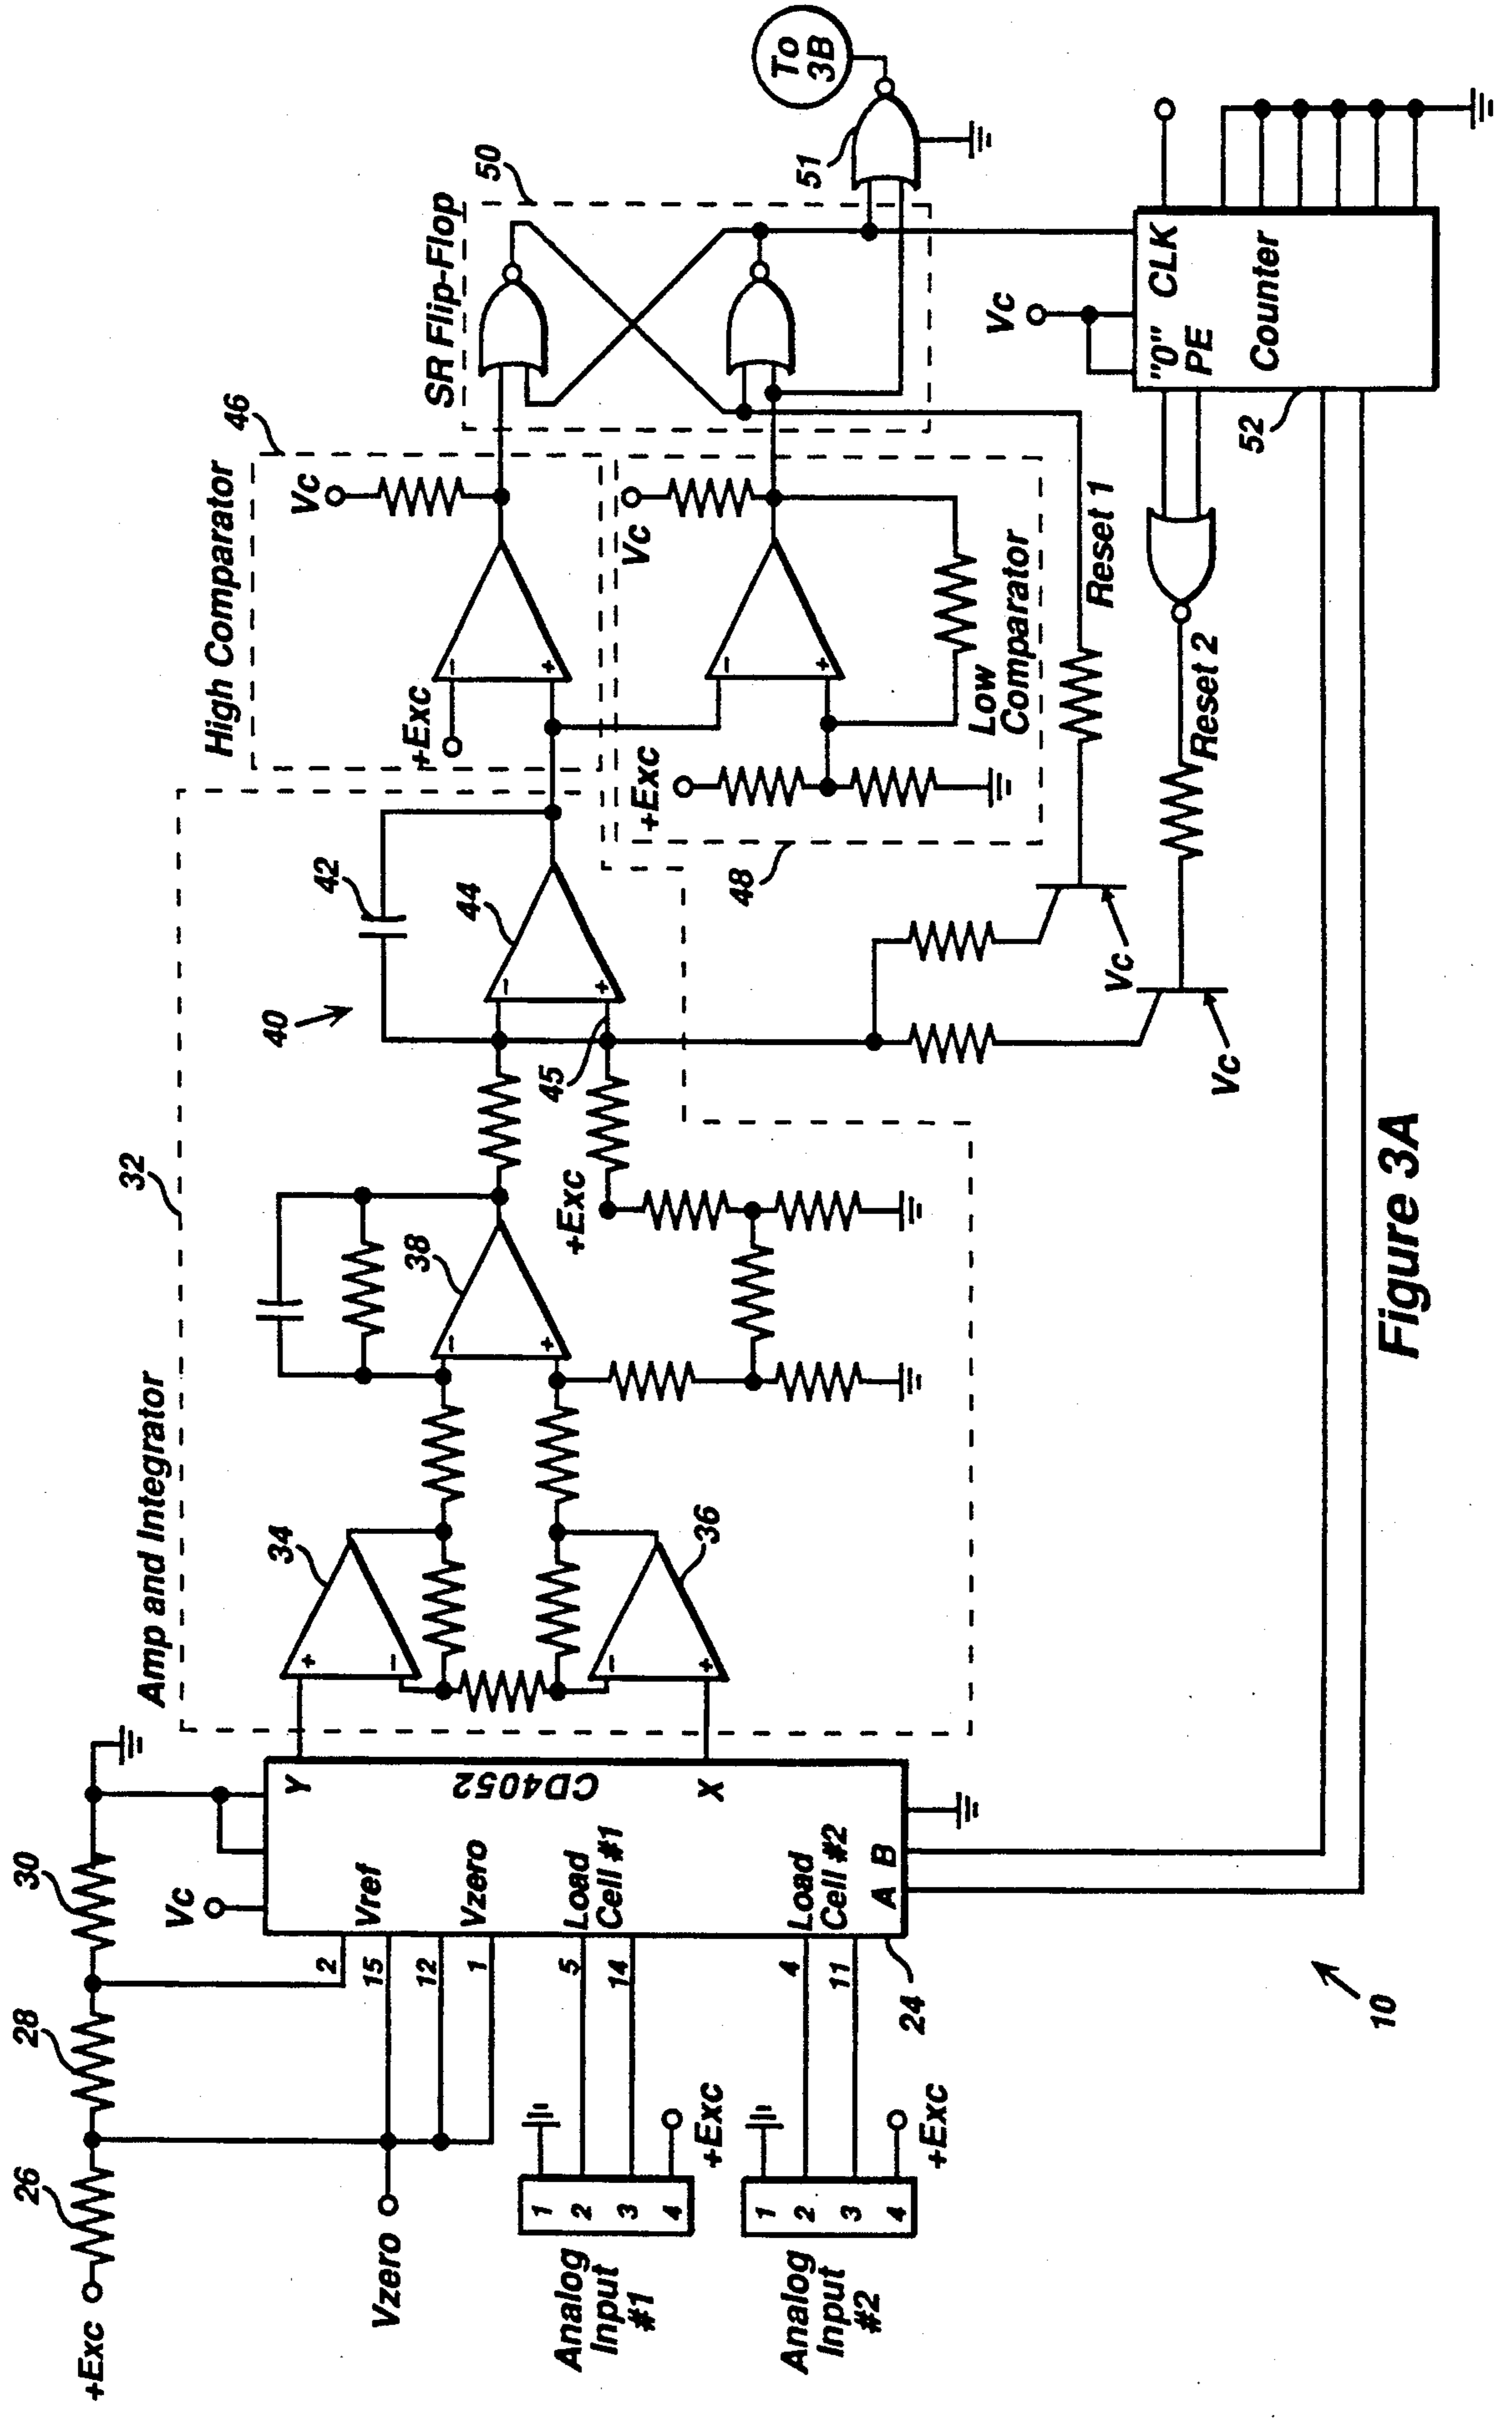 +Exc
26
28
30
Vc
Vzero
Analog
Input
#1
1
2
3
4
+Exc
Analog
Input
#2
1
2
3
4
+Exc
2
15
12
1
5
14
4
11
Vref
Vzero
Load
Cell #1
Load
Cell #2
A
B
Y
X
CD4052
24
10
Amp and Integrator
32
34
+
-
36
-
+
38
-
+
+Exc
40
42
44
-
+
45
High Comparator
46
+Exc
-
+
Vc
48
+Exc
-
+
Vc
Low
Comparator
SR Flip-Flop
50
51
To
3B
Reset 1
Vc
Reset 2
Vc
52
Vc
"0"
CLK
PE
Counter
Figure 3A